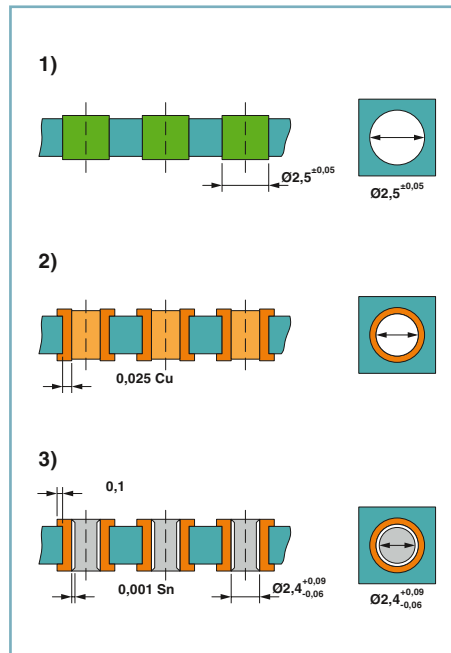 1)
Ø2,5±0,05
Ø2,5±0,05
2)
0,025 Cu
3)
0,1
0,001 Sn
Ø2,4+0,09
-0,06
Ø2,4+0,09
-0,06